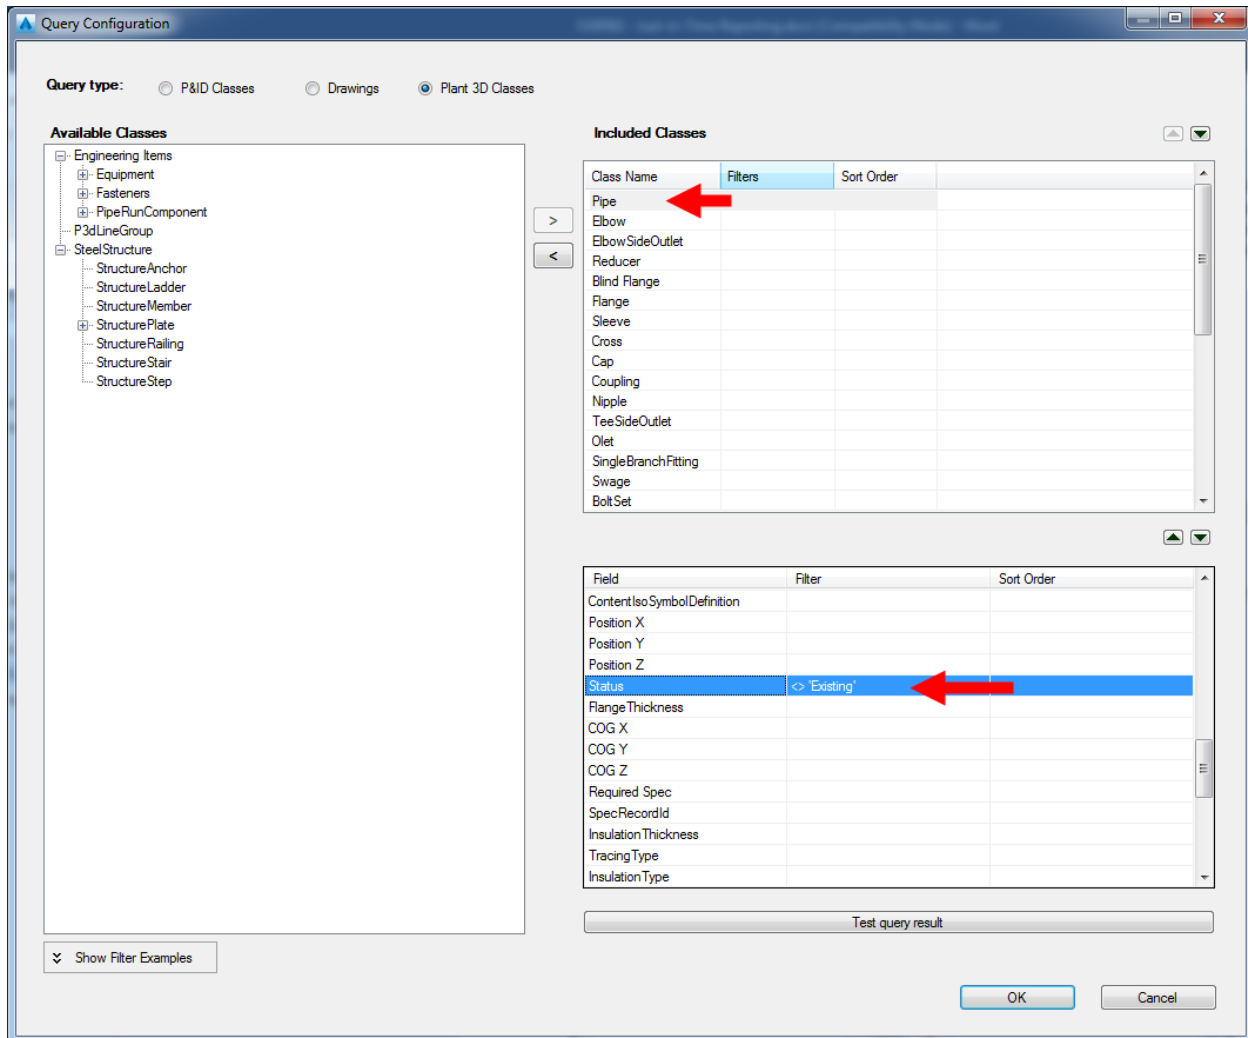 Query Configuration
Query type:
P&ID Classes
Drawings
Plant 3D Classes
Available Classes
Engineering Items
Equipment
Fasteners
PipeRunComponent
P3dLineGroup
SteelStructure
StructureAnchor
StructureLadder
StructureMember
StructurePlate
StructureRailing
StructureStair
StructureStep
Show Filter Examples
>
<
Included Classes
Class Name Filters Sort Order
Pipe
Elbow
ElbowSideOutlet
Reducer
Blind Flange
Flange
Sleeve
Cross
Cap
Coupling
Nipple
TeeSideOutlet
Olet
SingleBranchFitting
Swage
BoltSet
Field Filter Sort Order
ContentIsoSymbolDefinition
Position X
Position Y
Position Z
Status <> 'Existing'
FlangeThickness
COG X
COG Y
COG Z
Required Spec
SpecRecordId
InsulationThickness
TracingType
InsulationType
Test query result
OK
Cancel